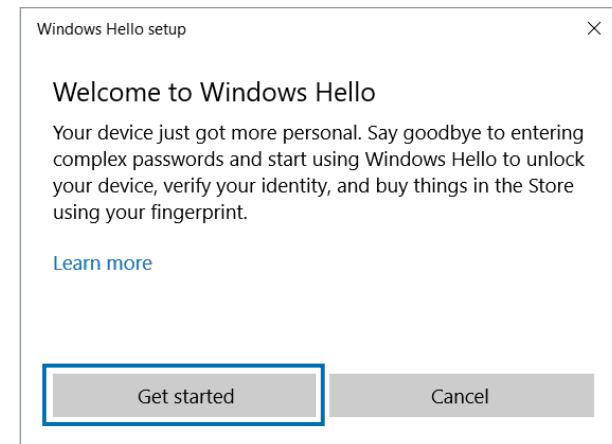 Windows Hello setup
Welcome to Windows Hello
Your device just got more personal. Say goodbye to entering
complex passwords and start using Windows Hello to unlock
your device, verify your identity, and buy things in the Store
using your fingerprint.
Learn more
Get started
Cancel